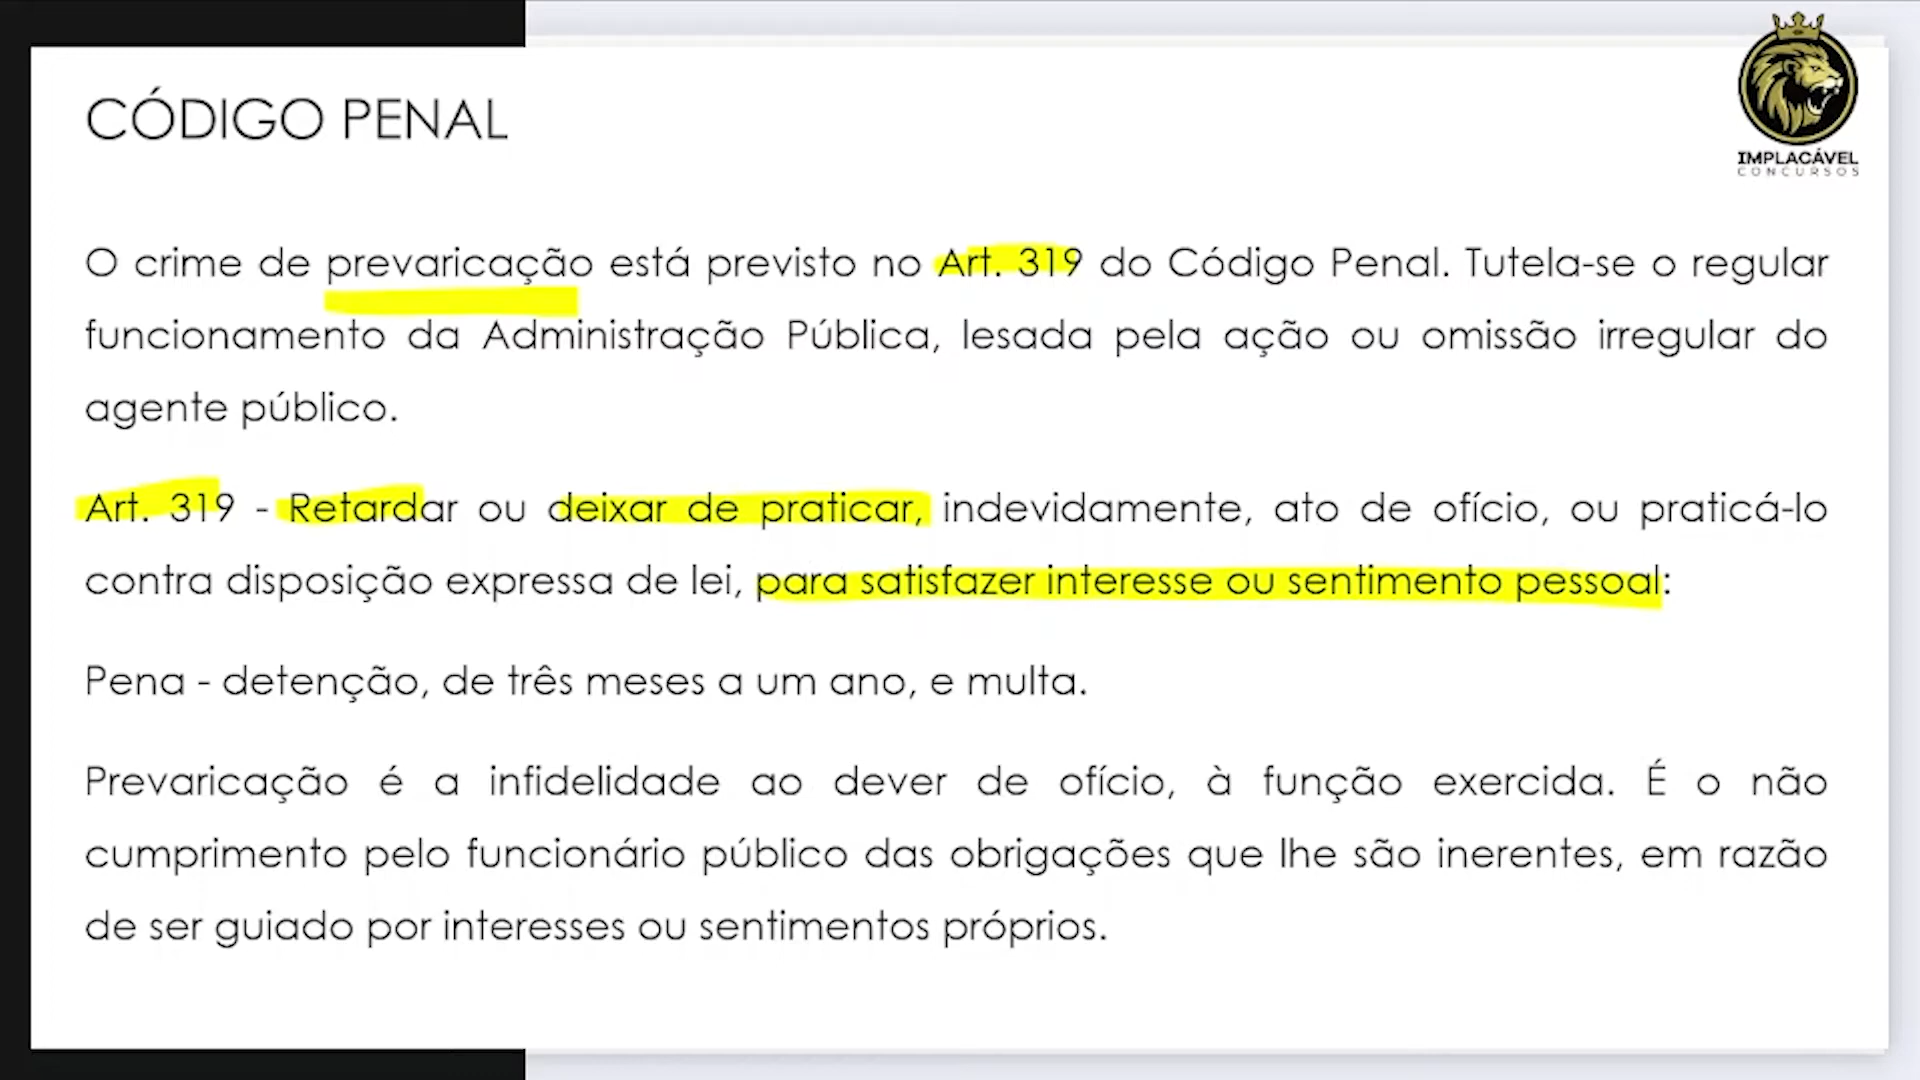 IMPLACÁVEL
CONCURSOS
CÓDIGO PENAL
O crime de prevaricação está previsto no Art. 319 do Código Penal. Tutela-se o regular
funcionamento da Administração Pública, lesada pela ação ou omissão irregular do
agente público.
Art. 319 - Retardar ou deixar de praticar, indevidamente, ato de ofício, ou praticá-lo
contra disposição expressa de lei, para satisfazer interesse ou sentimento pessoal:
Pena - detenção, de três meses a um ano, e multa.
Prevaricação é a infidelidade ao dever de ofício, à função exercida. É o não
cumprimento pelo funcionário público das obrigações que lhe são inerentes, em razão
de ser guiado por interesses ou sentimentos próprios.